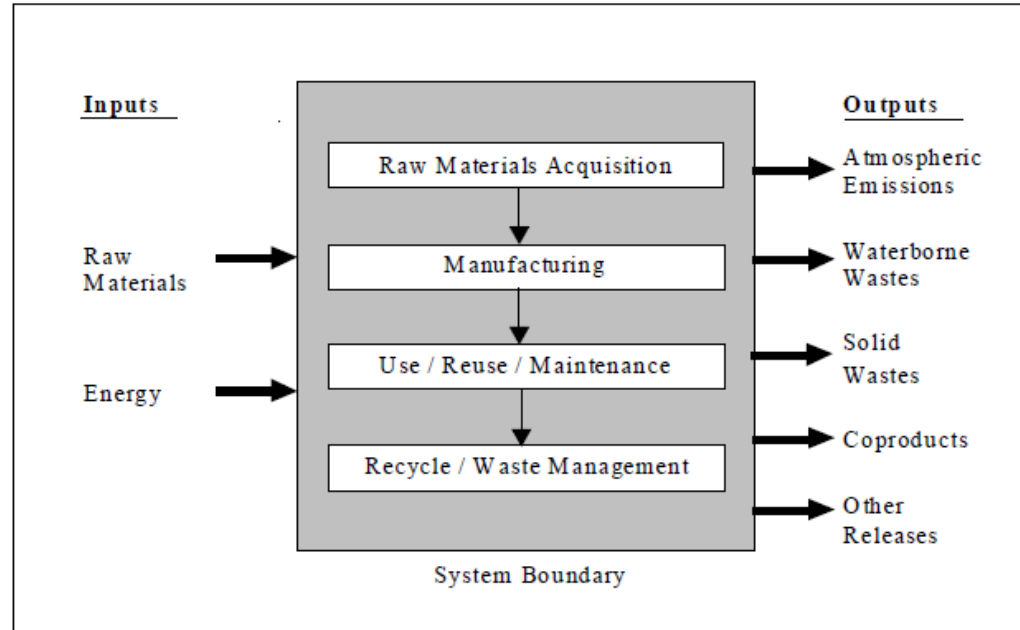 Inputs
Raw
Materials
Energy
Raw Materials Acquisition
Manufacturing
Use / Reuse / Maintenance
Recycle / Waste Management
System Boundary
Outputs
Atmospheric
Emissions
Waterborne
Wastes
Solid
Wastes
Coproducts
Other
Releases